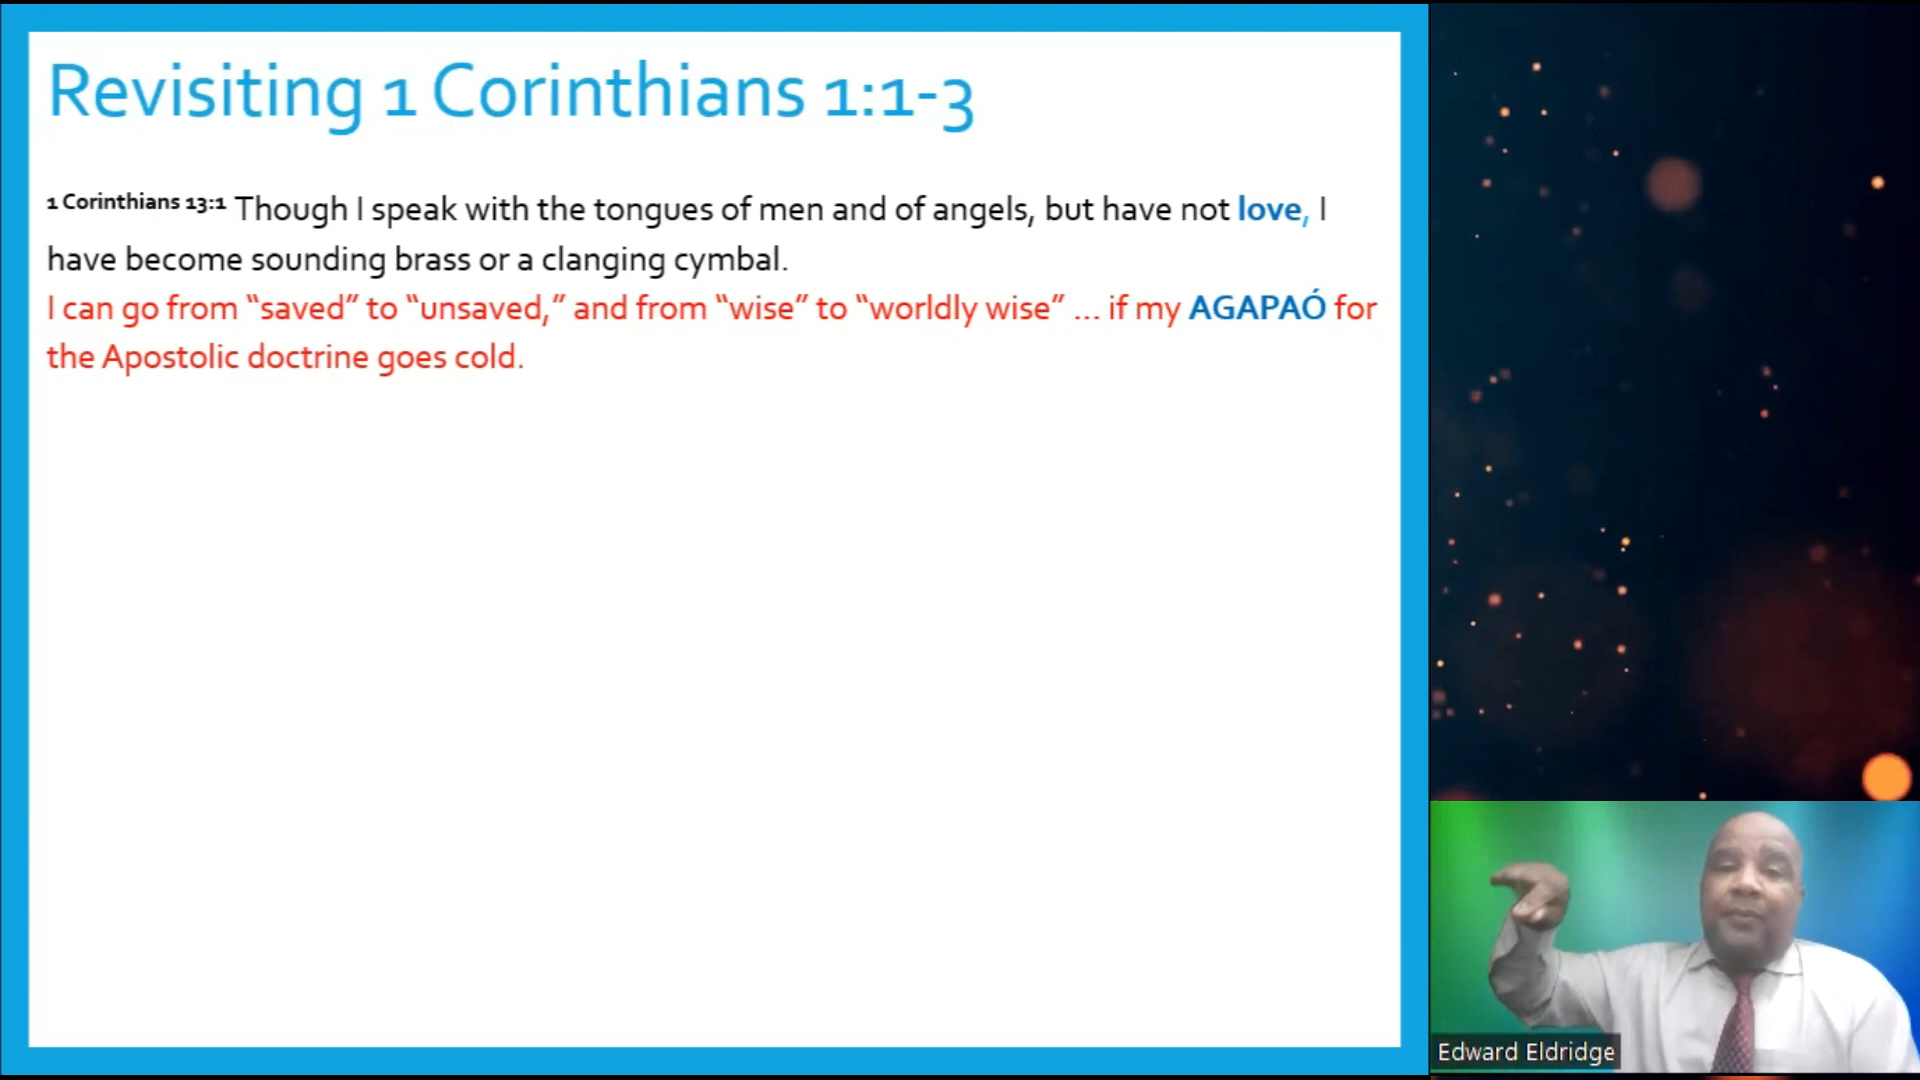 Revisiting 1 Corinthians 1:1-3
1 Corinthians 13:1 Though I speak with the tongues of men and of angels, but have not love, I
have become sounding brass or a clanging cymbal.
I can go from “saved” to “unsaved,” and from “wise” to “worldly wise” ... if my AGAPAÓ for
the Apostolic doctrine goes cold.
Edward Eldridge